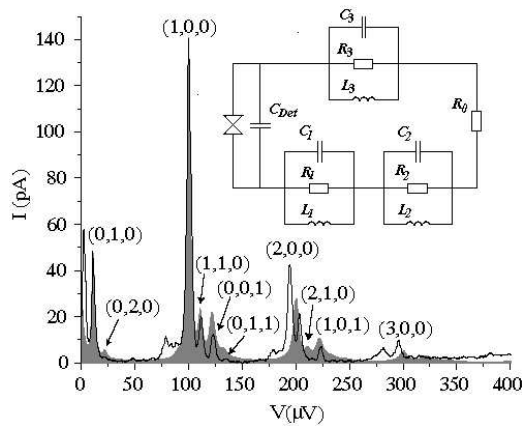 140
120
100
80
60
40
20
0
I (pA)
0 50 100 150 200 250 300 350 400
V(μV)
(1,0,0)
(0,1,0)
(0,2,0)
(1,1,0)
(0,0,1)
(0,1,1)
(2,0,0)
(2,1,0)
(1,0,1)
(3,0,0)
C3
R3
L3
CDet
C1
R1
L1
C2
R2
L2
R0